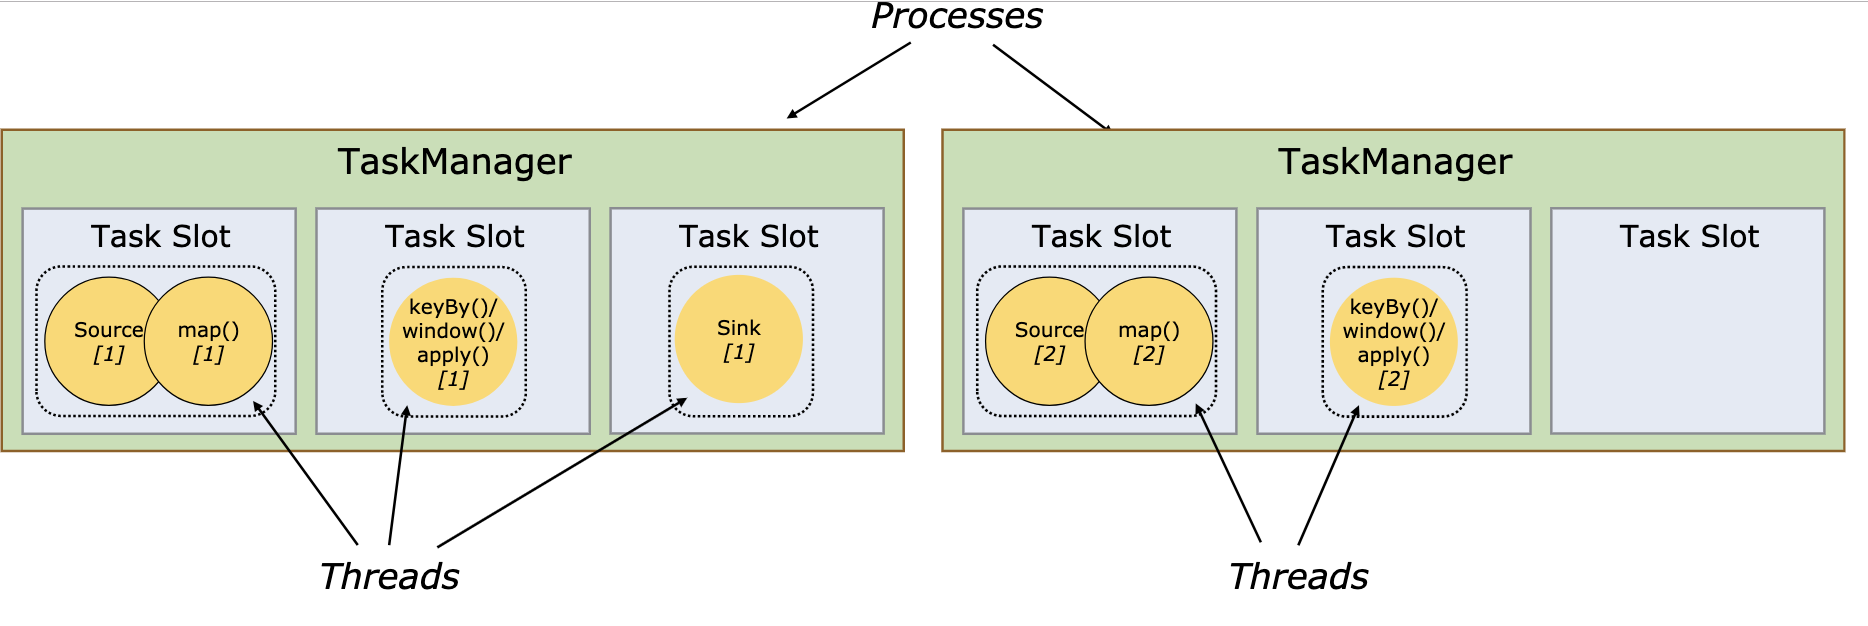 Processes
TaskManager
Task Slot
Source
[1]
map()
[1]
Task Slot
keyBy()/
window()/
apply()
[1]
Task Slot
Sink
[1]
TaskManager
Task Slot
Source
[2]
map()
[2]
Task Slot
keyBy()/
window()/
apply()
[2]
Task Slot
Threads
Threads